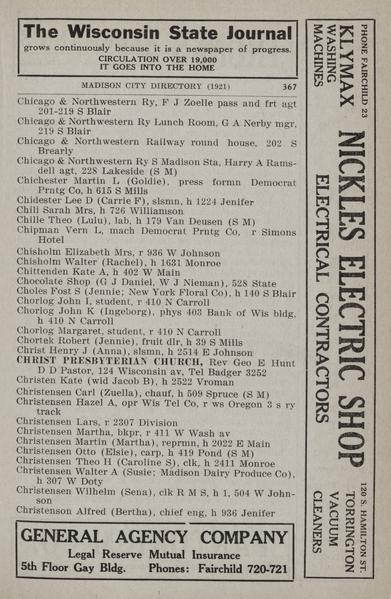 The Wisconsin State Journal
grows continuously because it is a newspaper of progress.
CIRCULATION OVER 19,000
IT GOES INTO THE HOME
MADISON CITY DIRECTORY (1921) 367
Chicago & Northwestern Ry, F J Zoelle pass and frt agt
201-219 S Blair
Chicago & Northwestern Ry Lunch Room, G A Nerby mgr,
219 S Blair
Chicago & Northwestern Railway round house, 202 S
Brearly
Chicago & Northwestern Ry S Madison Sta, Harry A Rams-
dell agt, 228 Lakeside (S M)
Chichester Martin L (Goldie), press formn Democrat
Prntg Co, h 615 S Mills
Chidester Lee D (Carrie F), slsmn, h 1224 Jenifer
Chili Sarah Mrs, h 726 Williamson
Chille Theo (Lulu), lab, h 179 Van Deusen (S M)
Chipman Vern L, mach Democrat Prntg Co, r Simons
Hotel
Chisholm Elizabeth Mrs, r 936 W Johnson
Chisholm Walter (Rachel), h 1631 Monroe
Chittenden Kate A, h 402 W Main
Chocolate Shop (G J Daniel, W J Nieman), 528 State
Choles Post S (Jennie; New York Floral Co), h 140 S Blair
Chorlog John I, student, r 410 N Carroll
Chorlog John K (Ingeborg), phys 403 Bank of Wis bldg,
h 410 N Carroll
Chorlog Margaret, student, r 410 N Carroll
Chortek Robert (Jennie), fruit dlr, h 39 S Mills
Christ Henry J (Anna), slsmn, h 2514 E Johnson
CHRIST PRESBYTERIAN CHURCH, Rev Geo E Hunt
D D Pastor, 124 Wisconsin av, Tel Badger 3252
Christen Kate (wid Jacob B), h 2522 Vroman
Christensen Carl (Zuella), chauf, h 509 Spruce (S M)
Christensen Hazel A, opr Wis Tel Co, r ws Oregon 3 s ry
track
Christensen Lars, r 2307 Division
Christensen Martha, bkpr, r 411 W Wash av
Christensen Martin (Martha), reprmn, h 2022 E Main
Christensen Otto (Elsie), carp, h 419 Pond (S M)
Christensen Theo H (Caroline S), clk, h 2411 Monroe
Christensen Walter A (Susie; Madison Dairy Produce Co),
h 307 W Doty
Christensen Wilhelm (Sena), clk R M S, h 1, 504 W John-
son
Christenson Alfred (Bertha), chief eng, h 936 Jenifer
GENERAL AGENCY COMPANY
Legal Reserve Mutual Insurance
5th Floor Gay Bldg. Phones: Fairchild 720-721
PHONE FAIRCHILD 23
KLYMAX
WASHING
MACHINES
NICKLES ELECTRIC SHOP
ELECTRICAL CONTRACTORS
120 S. HAMILTON ST.
TORRINGTON
VACUUM
CLEANERS